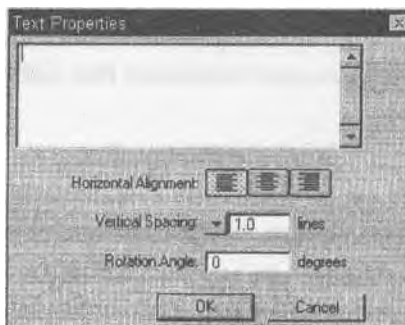 Text Properties
Horizontal Alignment:
Vertical Spacing: 1.0 lines
Rotation Angle: 0 degrees
OK Cancel